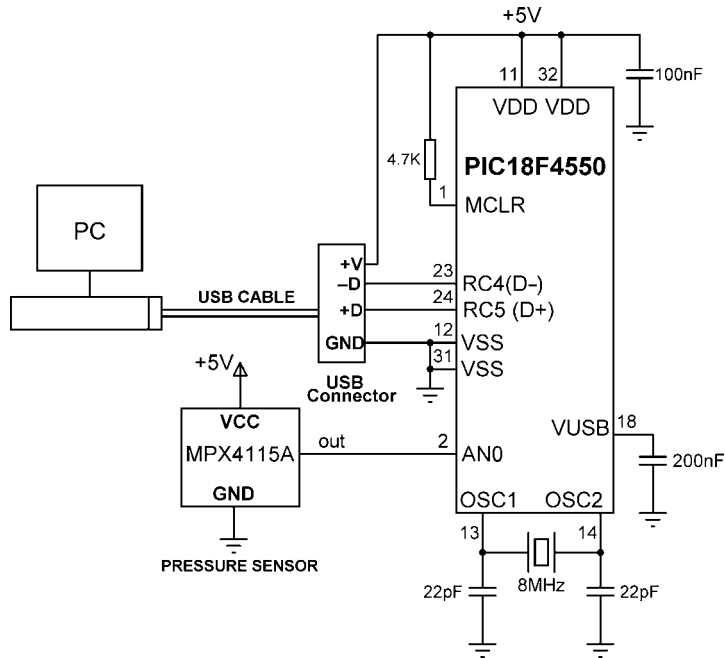 +5V
11 32
100nF
VDD VDD
PIC18F4550
4.7K
1
MCLR
PC
+V
–D
23
RC4(D–)
USB CABLE
+D
24
RC5 (D+)
GND
12
VSS
31
VSS
+5V
USB
Connector
VCC
MPX4115A
out
2
AN0
VUSB
18
200nF
GND
OSC1 OSC2
PRESSURE SENSOR
13
14
22pF
8MHz
22pF